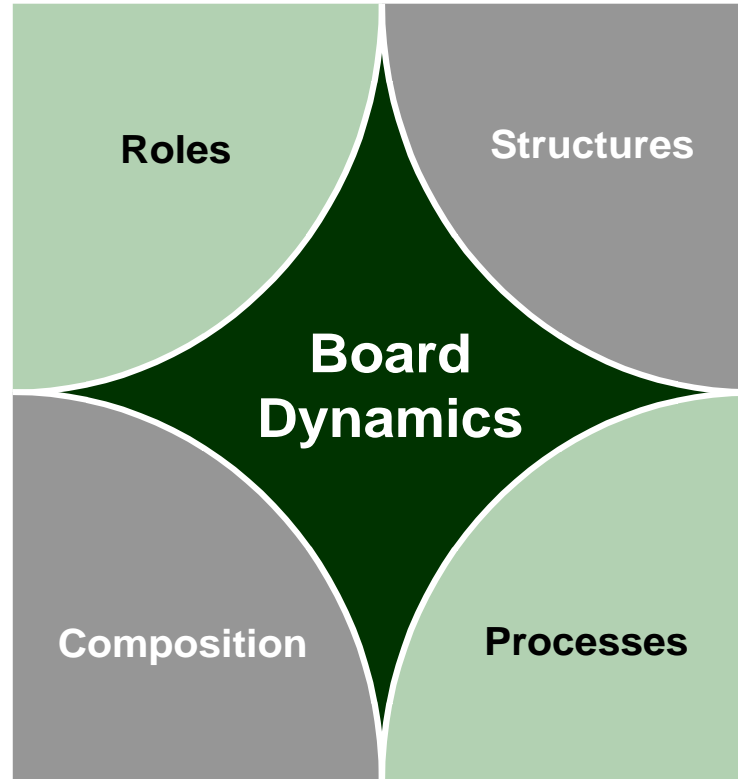 Roles
Structures
Board
Dynamics
Composition
Processes